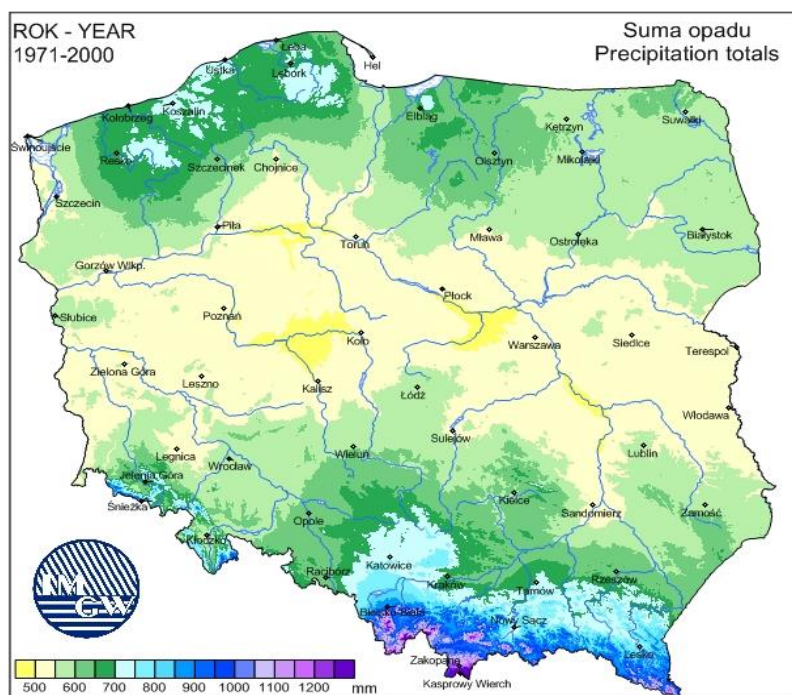 ROK - YEAR
1971-2000
Suma opadu
Precipitation totals
Łeba
Hel
Ustka
Lębork
Koszalin
Kołobrzeg
Elbląg
Kętrzyn
Suwałki
Świnoujście
Resko
Szczecinek
Chojnice
Olsztyn
Mikołajki
Szczecin
Piła
Toruń
Mława
Ostrołęka
Białystok
Gorzów Wlkp.
Płock
Słubice
Poznań
Koło
Warszawa
Siedlce
Terespol
Zielona Góra
Leszno
Kalisz
Łódź
Włodawa
Sulejów
Legnica
Wrocław
Wieluń
Lublin
Jelenia Góra
Śnieżka
Opole
Kielce
Sandomierz
Zamość
Kłodzko
Katowice
Racibórz
Kraków
Tarnów
Rzeszów
Bielsko-Biała
Nowy Sącz
Lesko
Zakopane
Kasprowy Wierch
IM
GW
500 600 700 800 900 1000 1100 1200 mm